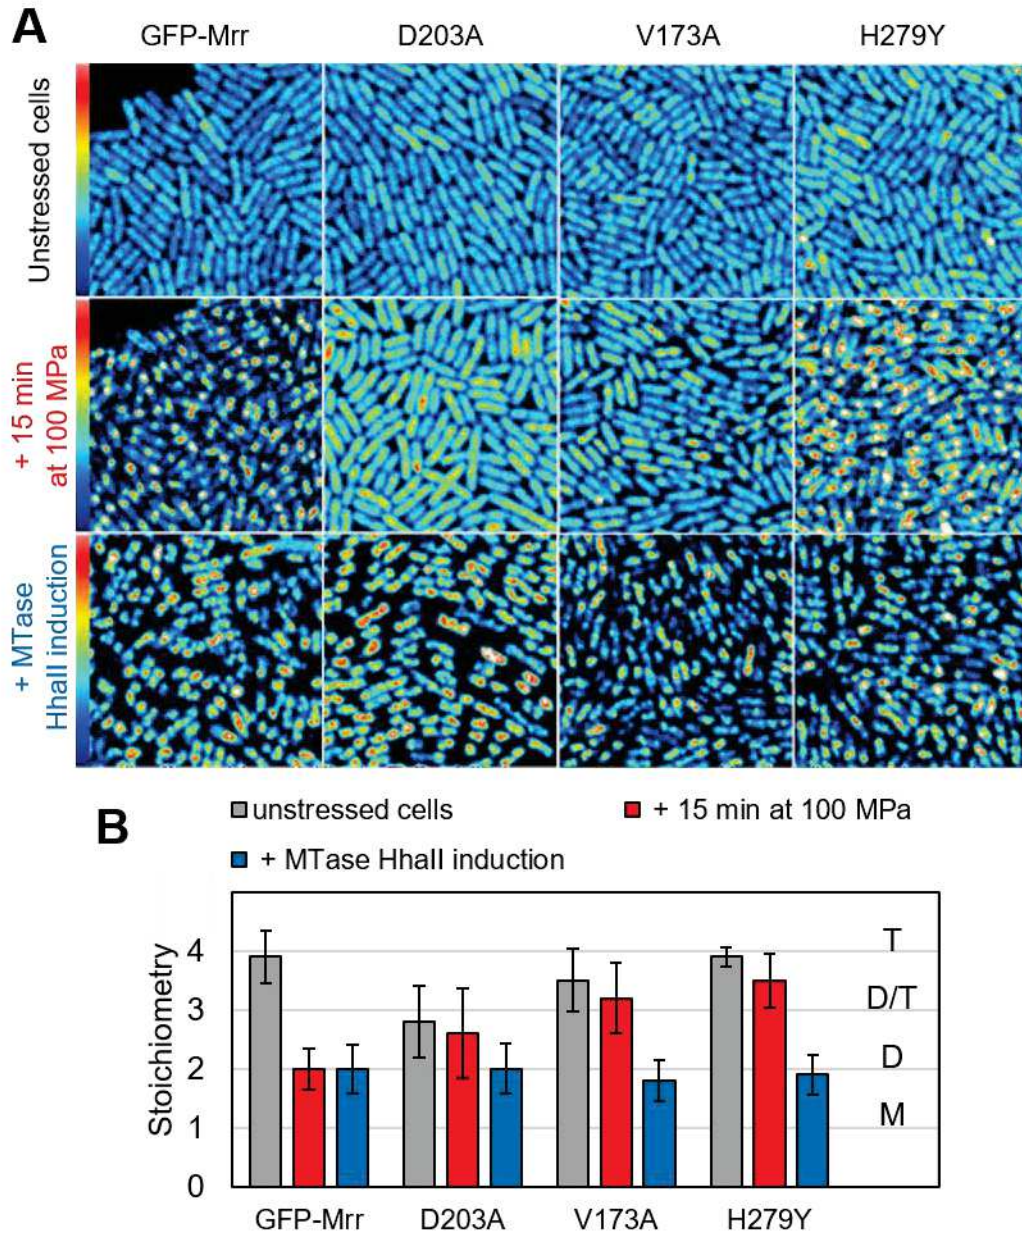 A
GFP-Mrr D203A V173A H279Y
Unstressed cells
+ 15 min
at 100 MPa
+ MTase
HhaII induction
B
unstressed cells + 15 min at 100 MPa
+ MTase HhaII induction
Stoichiometry
4
3
2
1
0
T
D/T
D
M
GFP-Mrr D203A V173A H279Y